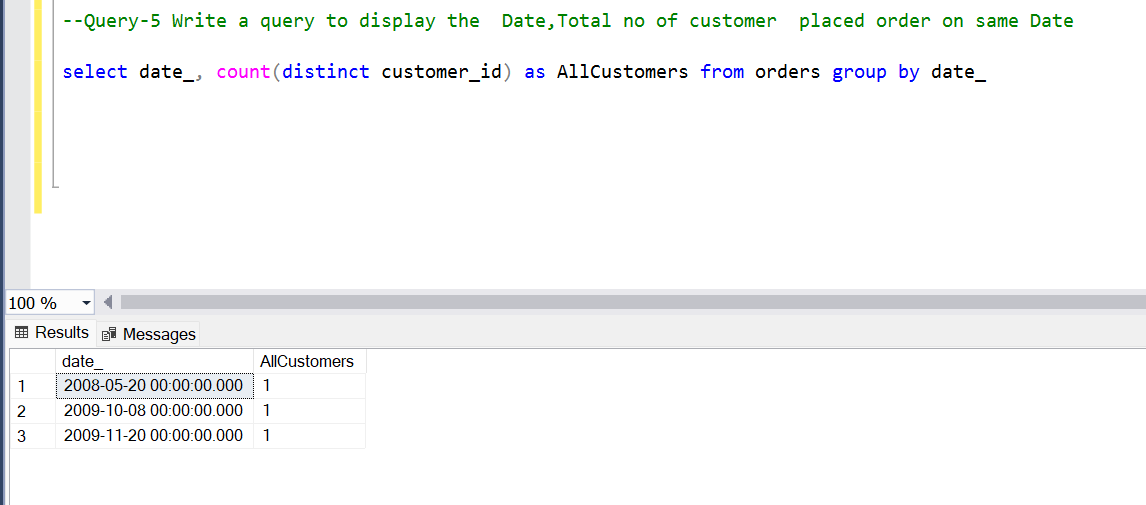 --Query-5 Write a query to display the  Date,Total no of customer  placed order on same Date
select date_, count(distinct customer_id) as AllCustomers from orders group by date_
100 %
Results Messages
date_ AllCustomers
1 2008-05-20 00:00:00.000 1
2 2009-10-08 00:00:00.000 1
3 2009-11-20 00:00:00.000 1